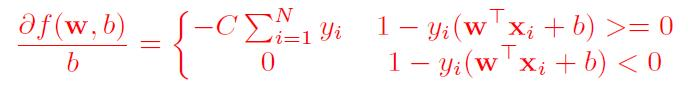 ∂f(w, b) / b = { −C ∑_{i=1}^{N} y_i    1 − y_i(w^⊤ x_i + b) >= 0
0    1 − y_i(w^⊤ x_i + b) < 0